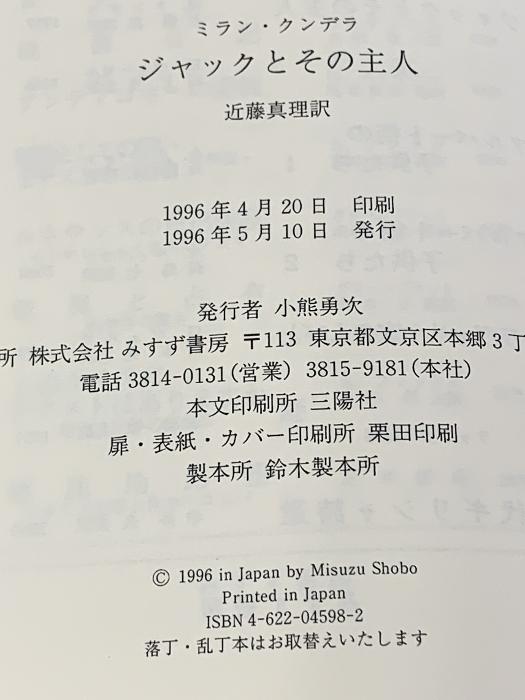 ミラン・クンデラ
ジャックとその主人
近藤真理訳
1996年4月20日 印刷
1996年5月10日 発行
発行者 小熊勇次
所 株式会社 みすず書房 〒113 東京都文京区本郷3丁
電話 3814-0131(営業) 3815-9181(本社)
本文印刷所 三陽社
扉・表紙・カバー印刷所 栗田印刷
製本所 鈴木製本所
© 1996 in Japan by Misuzu Shobo
Printed in Japan
ISBN 4-622-04598-2
落丁・乱丁本はお取替えいたします